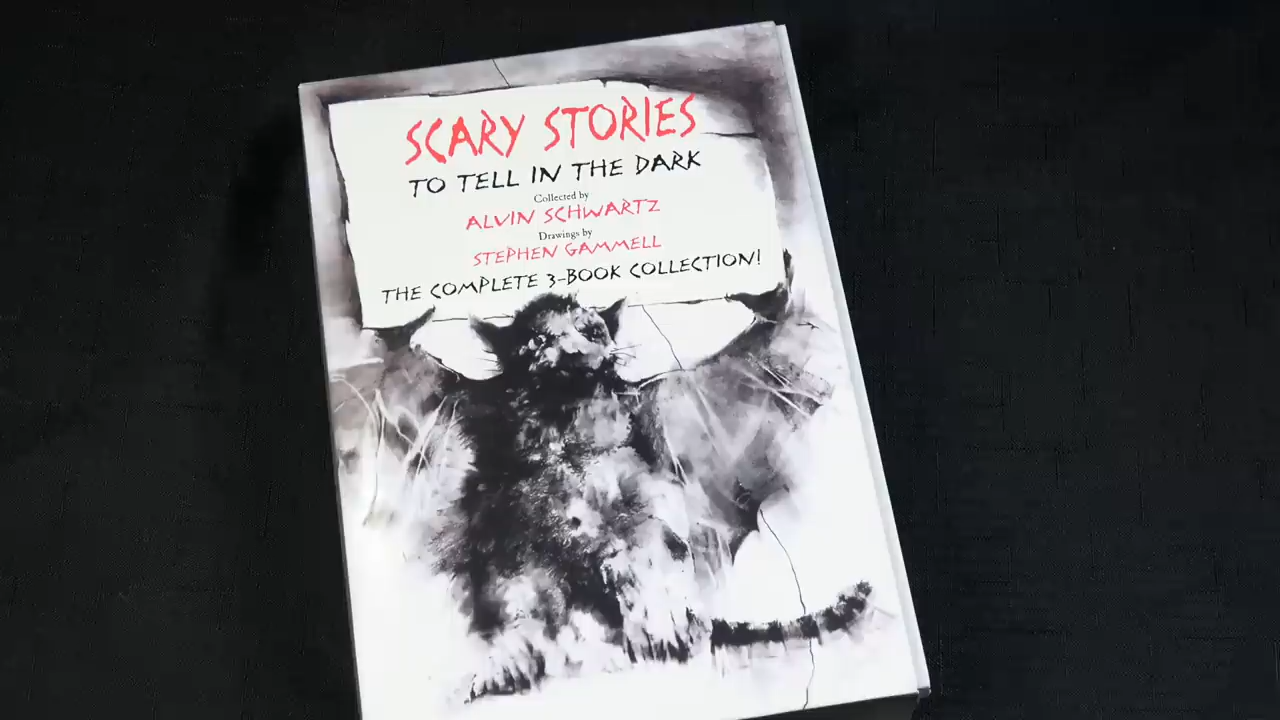 SCARY STORIES
TO TELL IN THE DARK
Collected by
ALVIN SCHWARTZ
Drawings by
STEPHEN GAMMELL
THE COMPLETE 3-BOOK COLLECTION!